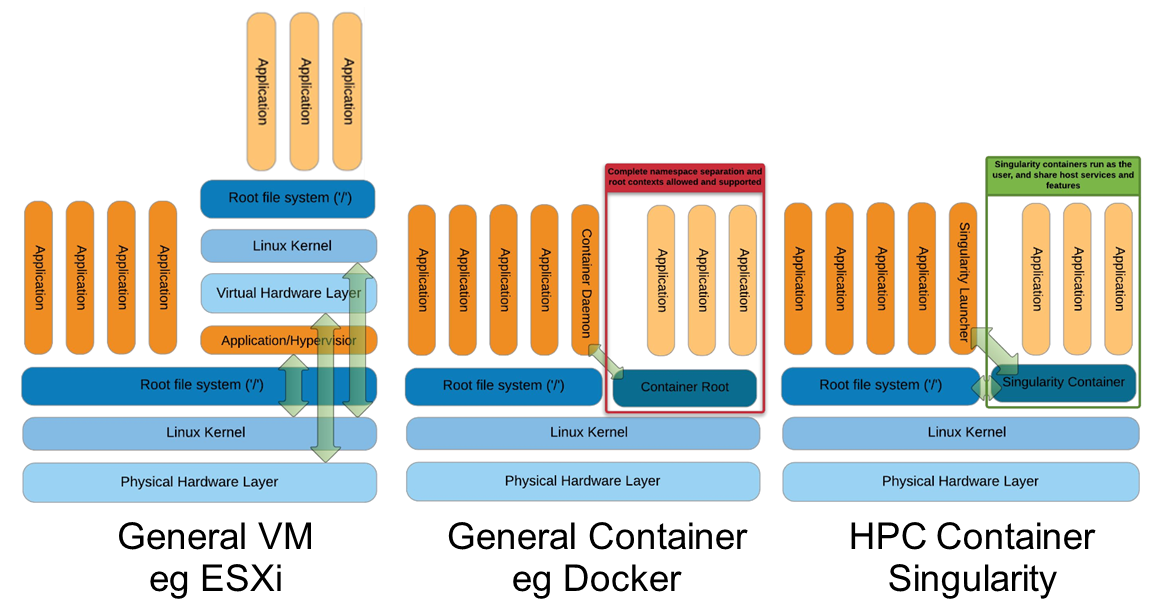 Application
Application
Application
Root file system ('/')
Linux Kernel
Virtual Hardware Layer
Application/Hypervisior
Application
Application
Application
Application
Root file system ('/')
Linux Kernel
Physical Hardware Layer
General VM
eg ESXi
Complete namespace separation and
root contexts allowed and supported
Application
Application
Application
Application
Container Daemon
Application
Application
Application
Root file system ('/')
Container Root
Linux Kernel
Physical Hardware Layer
General Container
eg Docker
Singularity containers run as the
user, and share host services and
features
Application
Application
Application
Application
Singularity Launcher
Application
Application
Application
Root file system ('/')
Singularity Container
Linux Kernel
Physical Hardware Layer
HPC Container
Singularity